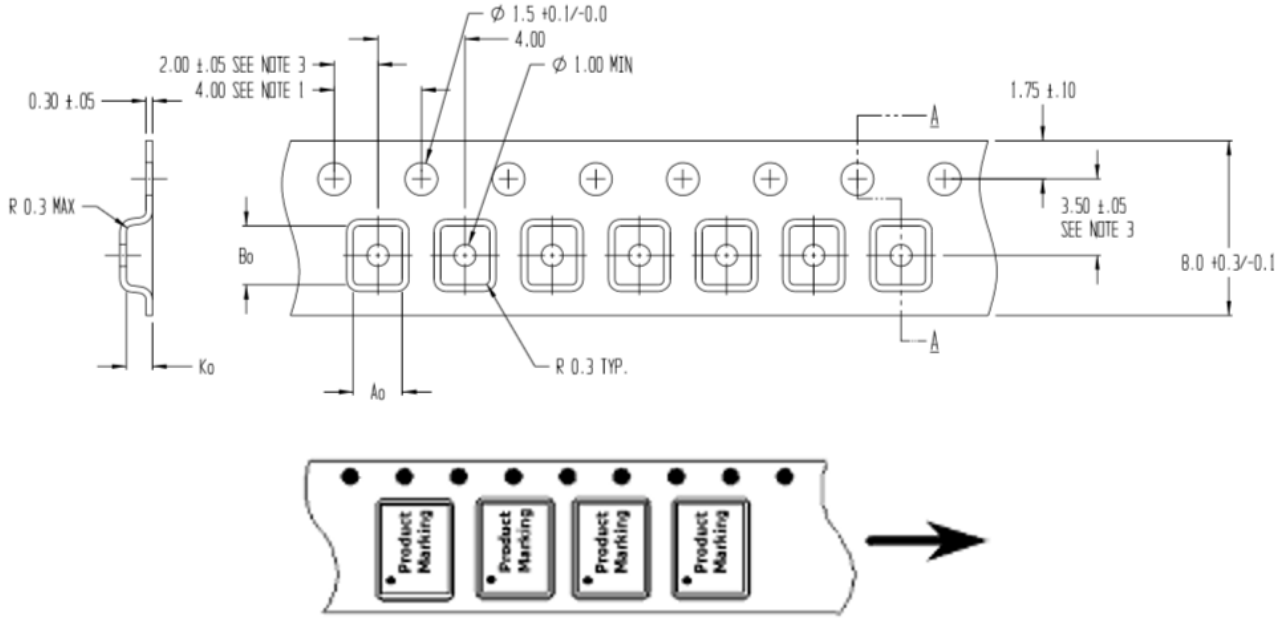 Ø 1.5 +0.1/-0.0
4.00
2.00 ±.05 SEE NOTE 3
Ø 1.00 MIN
4.00 SEE NOTE 1
0.30 ±.05
1.75 ±.10
A
R 0.3 MAX
3.50 ±.05
SEE NOTE 3
Bo
8.0 +0.3/-0.1
A
Ko
R 0.3 TYP.
Ao
Product
Marking
Product
Marking
Product
Marking
Product
Marking